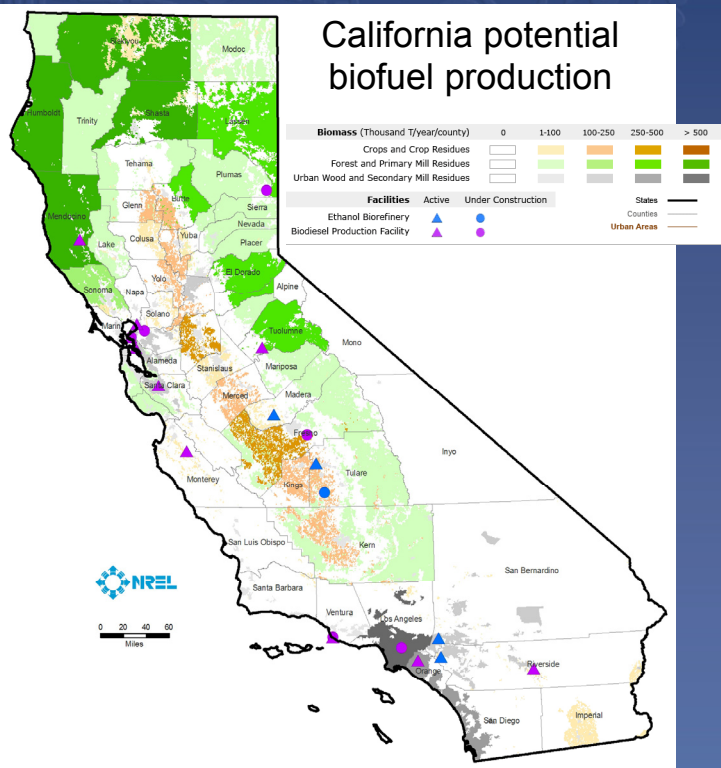 California potential
biofuel production
Biomass (Thousand T/year/county) 0 1-100 100-250 250-500 > 500
Crops and Crop Residues
Forest and Primary Mill Residues
Urban Wood and Secondary Mill Residues
Facilities Active Under Construction
Ethanol Biorefinery
Biodiesel Production Facility
States
Counties
Urban Areas
Siskiyou
Modoc
Humboldt
Trinity
Shasta
Lassen
Tehama
Plumas
Mendocino
Glenn
Butte
Sierra
Lake
Colusa
Yuba
Nevada
Placer
Sonoma
Napa
Yolo
El Dorado
Alpine
Marin
Solano
Tuolumne
Mono
Alameda
Stanislaus
Mariposa
Santa Clara
Merced
Madera
Fresno
Inyo
Monterey
Kings
Tulare
San Luis Obispo
Kern
San Bernardino
NREL
Santa Barbara
Ventura
Los Angeles
0 20 40 60
Miles
Orange
Riverside
San Diego
Imperial